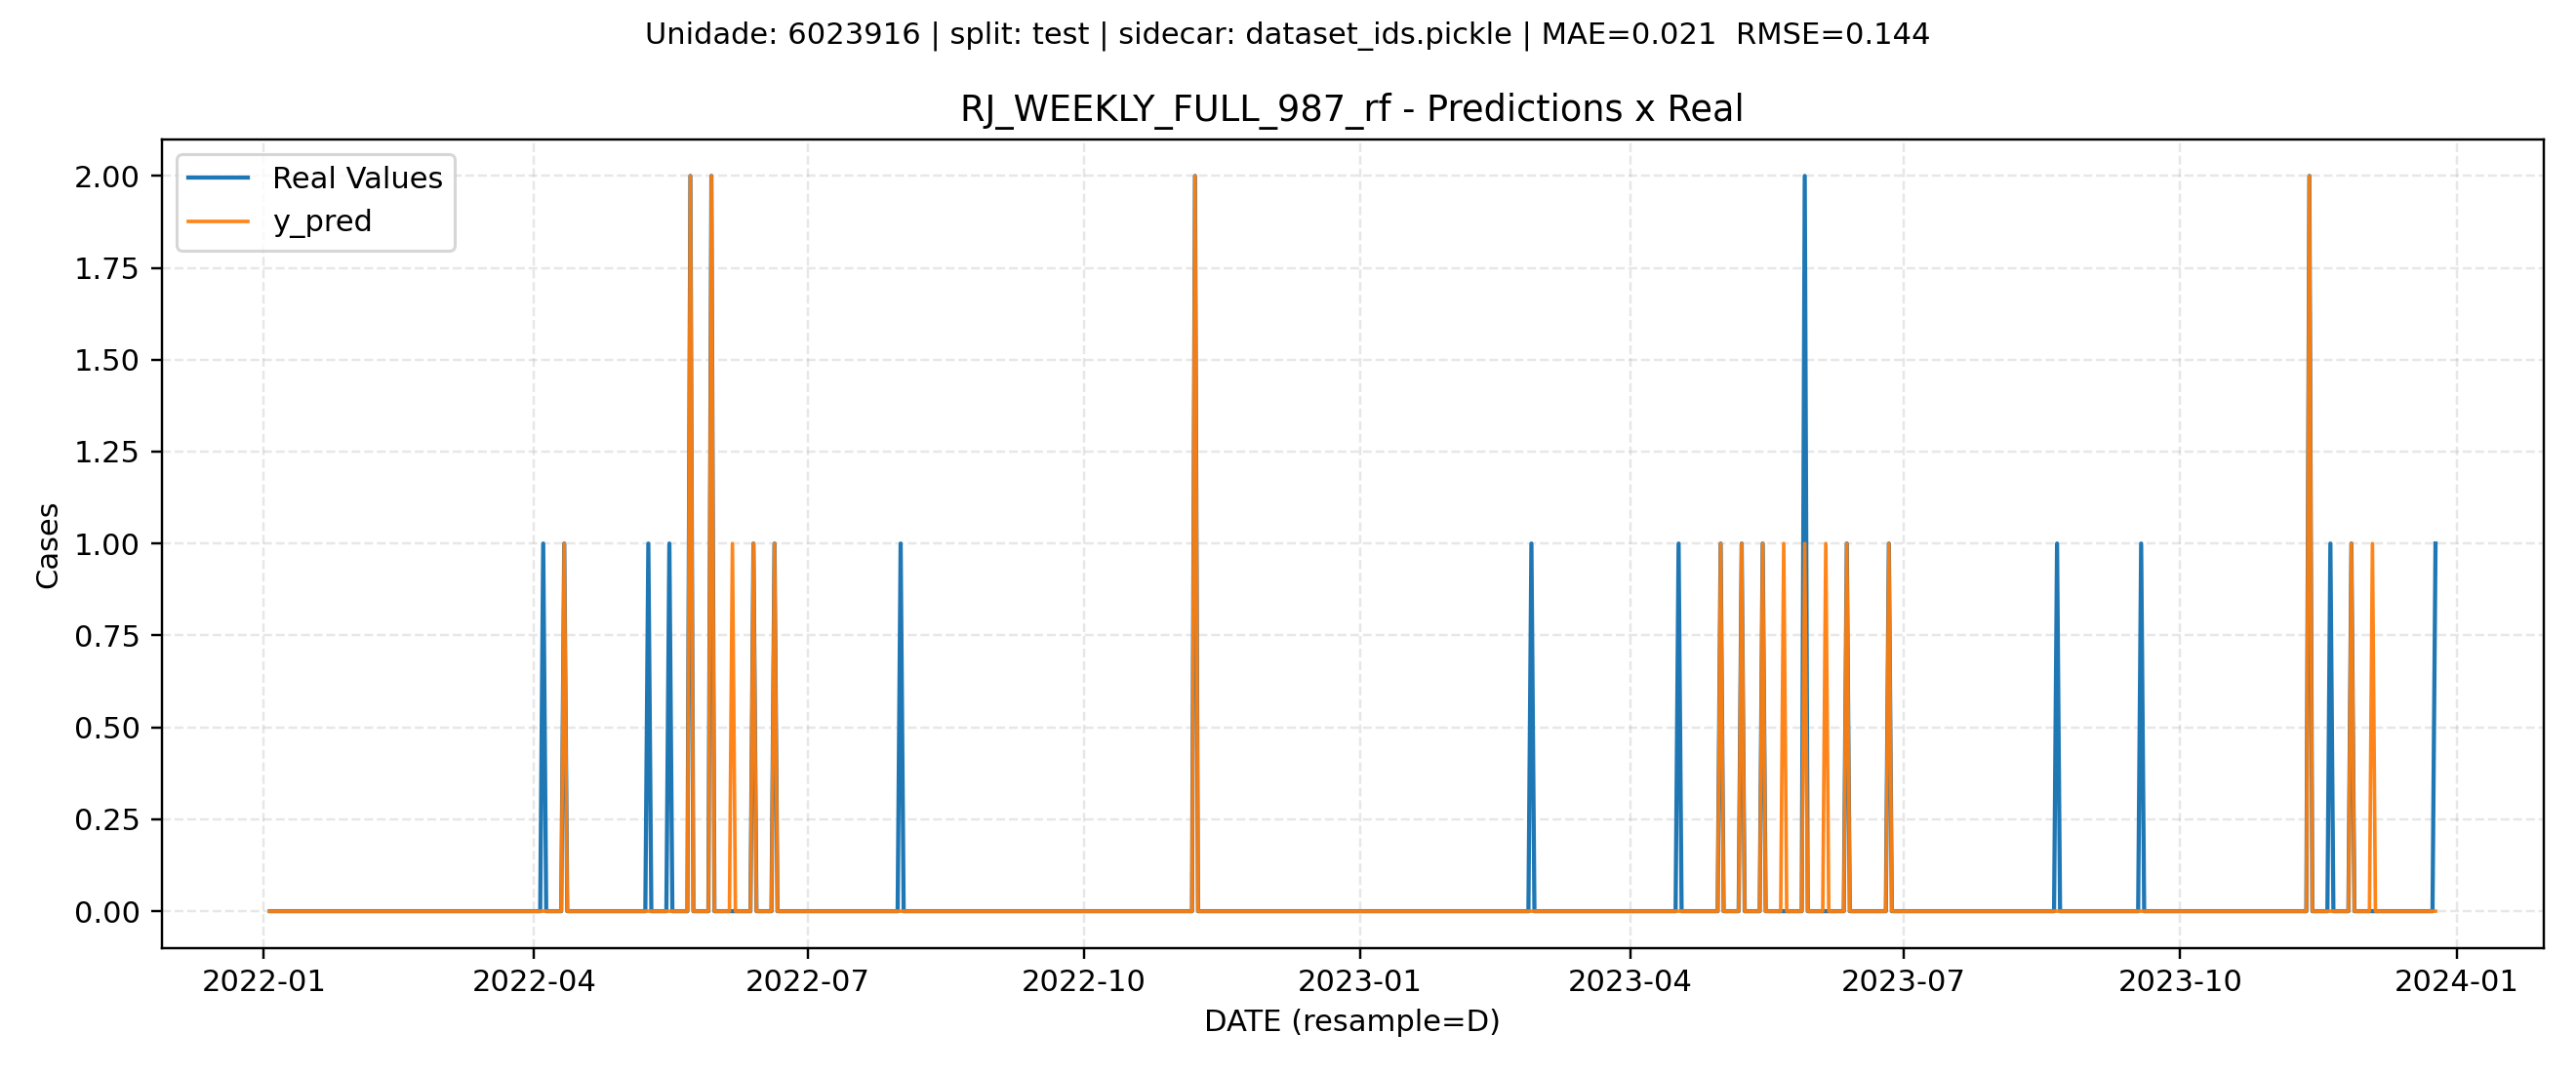 Unidade: 6023916 | split: test | sidecar: dataset_ids.pickle | MAE=0.021  RMSE=0.144
RJ_WEEKLY_FULL_987_rf - Predictions x Real
Real Values
y_pred
2.00
1.75
1.50
1.25
1.00
0.75
0.50
0.25
0.00
Cases
2022-01 2022-04 2022-07 2022-10 2023-01 2023-04 2023-07 2023-10 2024-01
DATE (resample=D)